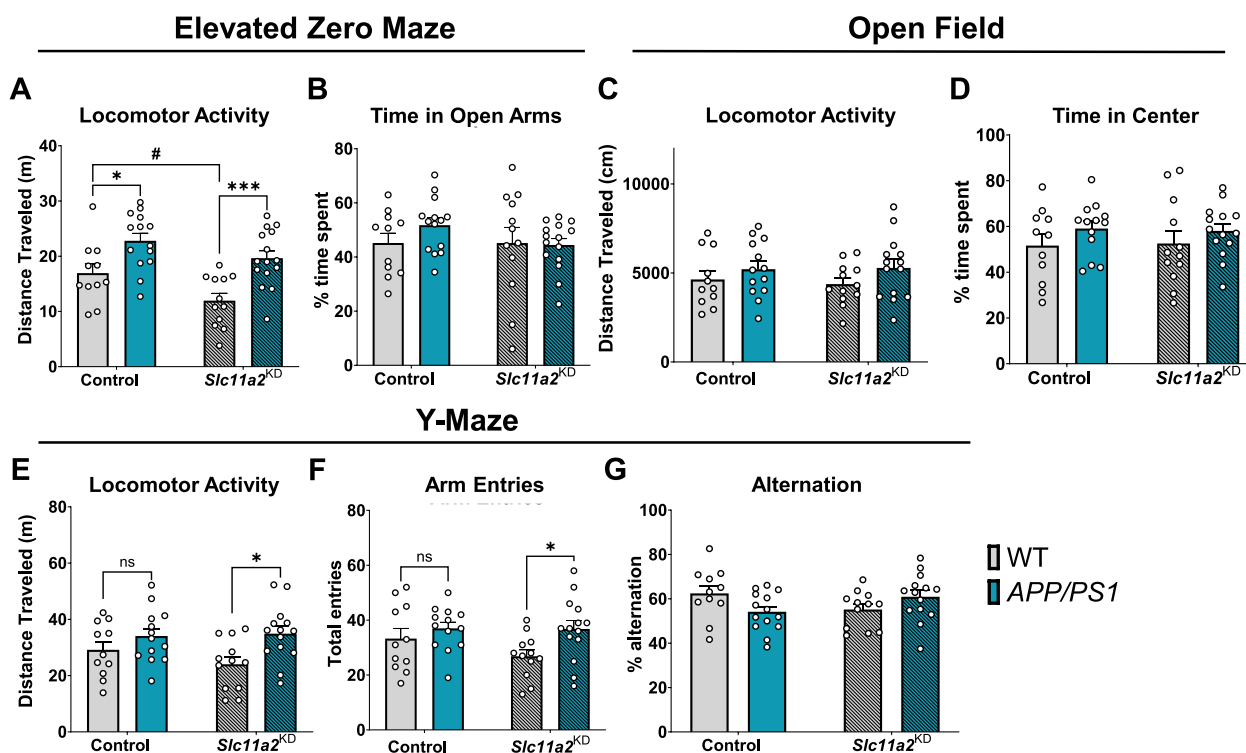 Elevated Zero Maze
Open Field
A
Locomotor Activity
Distance Traveled (m)
40
30
20
10
0
#
*
***
Control
Slc11a2KD
B
Time in Open Arms
% time spent
80
60
40
20
0
Control
Slc11a2KD
C
Locomotor Activity
Distance Traveled (cm)
10000
5000
0
Control
Slc11a2KD
D
Time in Center
% time spent
100
80
60
40
20
0
Control
Slc11a2KD
Y-Maze
E
Locomotor Activity
Distance Traveled (m)
80
60
40
20
0
ns
*
Control
Slc11a2KD
F
Arm Entries
Total entries
80
60
40
20
0
ns
*
Control
Slc11a2KD
G
Alternation
% alternation
100
80
60
40
20
0
Control
Slc11a2KD
WT
APP/PS1